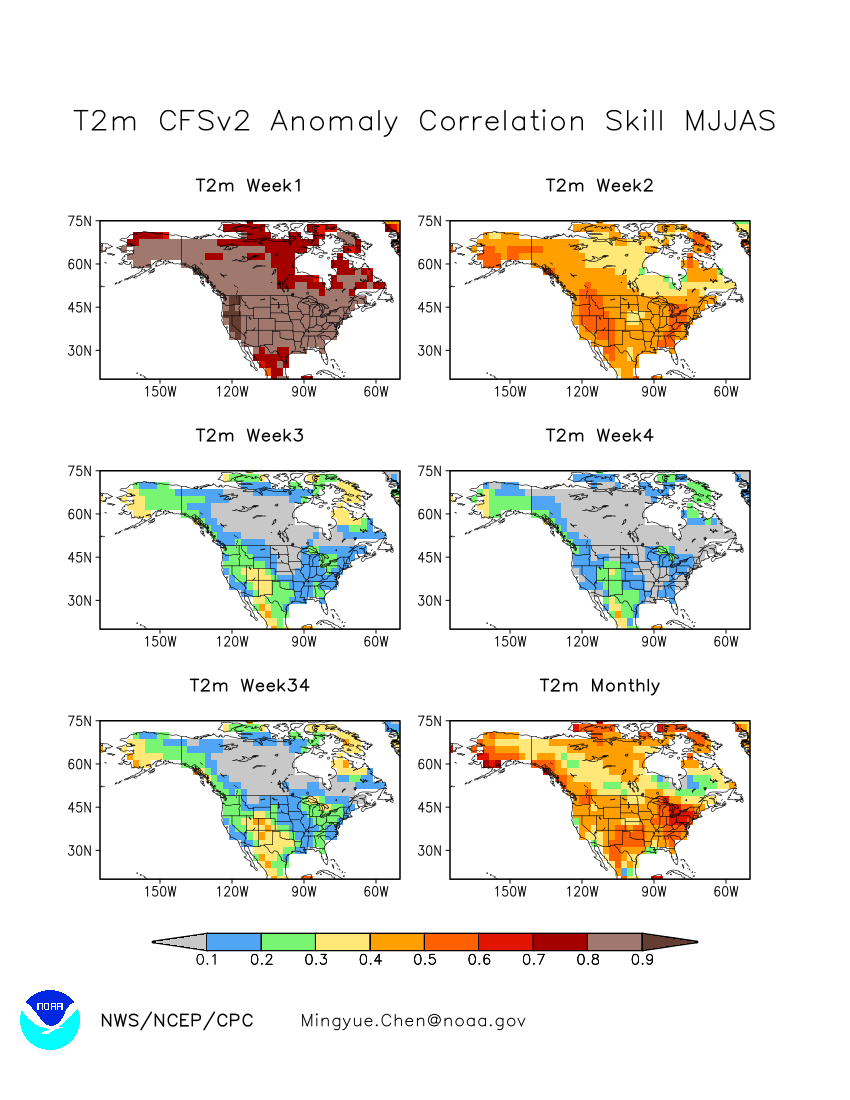 T2m CFSv2 Anomaly Correlation Skill MJJAS
T2m Week1
T2m Week2
75N
60N
45N
30N
150W 120W 90W 60W
75N
60N
45N
30N
150W 120W 90W 60W
T2m Week3
T2m Week4
75N
60N
45N
30N
150W 120W 90W 60W
75N
60N
45N
30N
150W 120W 90W 60W
T2m Week34
T2m Monthly
75N
60N
45N
30N
150W 120W 90W 60W
75N
60N
45N
30N
150W 120W 90W 60W
0.1 0.2 0.3 0.4 0.5 0.6 0.7 0.8 0.9
NOAA
NWS/NCEP/CPC Mingyue.Chen@noaa.gov